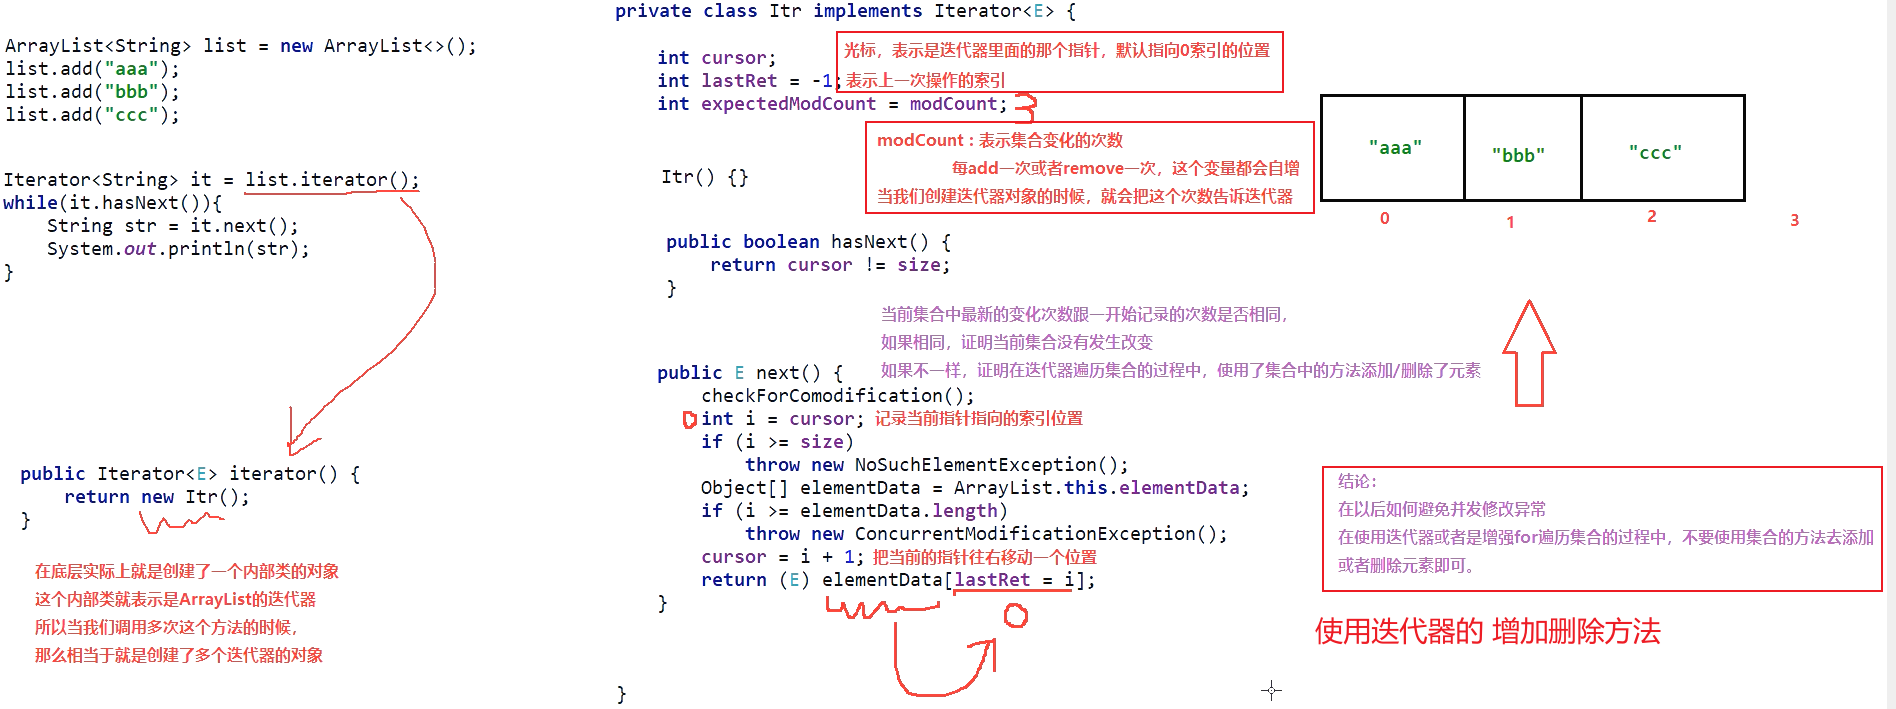 ArrayList<String> list = new ArrayList<>();
list.add("aaa");
list.add("bbb");
list.add("ccc");
Iterator<String> it = list.iterator();
while(it.hasNext()){
    String str = it.next();
    System.out.println(str);
}
public Iterator<E> iterator() {
    return new Itr();
}
在底层实际上就是创建了一个内部类的对象
这个内部类就表示是ArrayList的迭代器
所以当我们调用多次这个方法的时候，
那么相当于就是创建了多个迭代器的对象
private class Itr implements Iterator<E> {
int cursor; 光标，表示是迭代器里面的那个指针，默认指向0索引的位置
int lastRet = -1; 表示上一次操作的索引
int expectedModCount = modCount; 3
modCount：表示集合变化的次数
每add一次或者remove一次，这个变量都会自增
当我们创建迭代器对象的时候，就会把这个次数告诉迭代器
Itr() {}
public boolean hasNext() {
    return cursor != size;
}
当前集合中最新的变化次数跟一开始记录的次数是否相同，
如果相同，证明当前集合没有发生改变
如果不一样，证明在迭代器遍历集合的过程中，使用了集合中的方法添加/删除了元素
public E next() {
    checkForComodification();
0 int i = cursor; 记录当前指针指向的索引位置
    if (i >= size)
        throw new NoSuchElementException();
    Object[] elementData = ArrayList.this.elementData;
    if (i >= elementData.length)
        throw new ConcurrentModificationException();
    cursor = i + 1; 把当前的指针往右移动一个位置
    return (E) elementData[lastRet = i];
}
0
}
"aaa" "bbb" "ccc"
0 1 2 3
结论：
在以后如何避免并发修改异常
在使用迭代器或者是增强for遍历集合的过程中，不要使用集合的方法去添加
或者删除元素即可。
使用迭代器的 增加删除方法